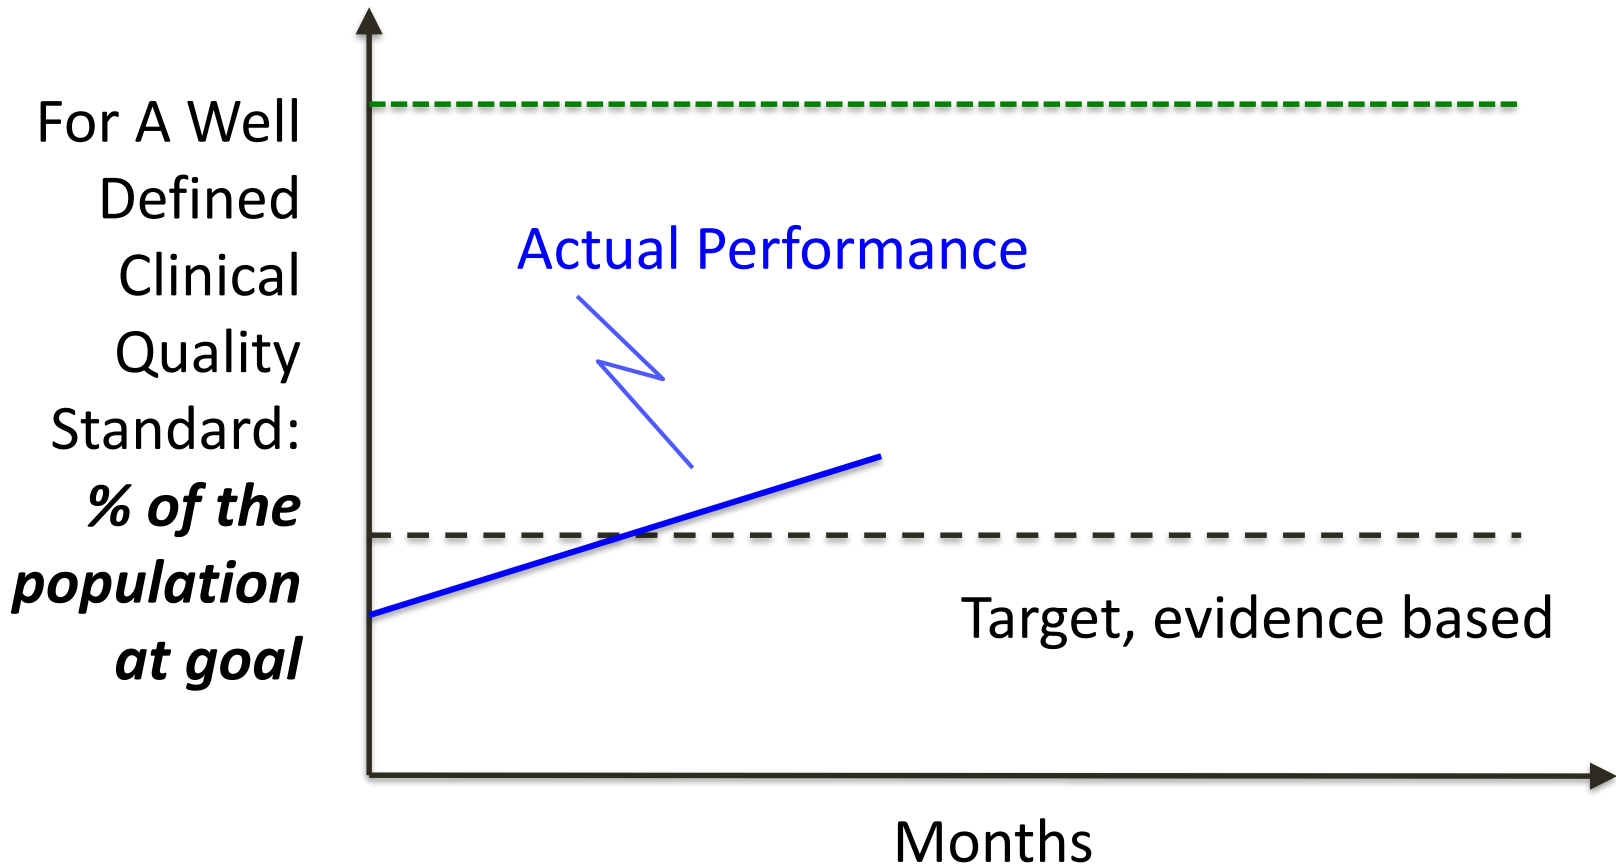 For A Well
Defined
Clinical
Quality
Standard:
% of the
population
at goal
Actual Performance
Target, evidence based
Months